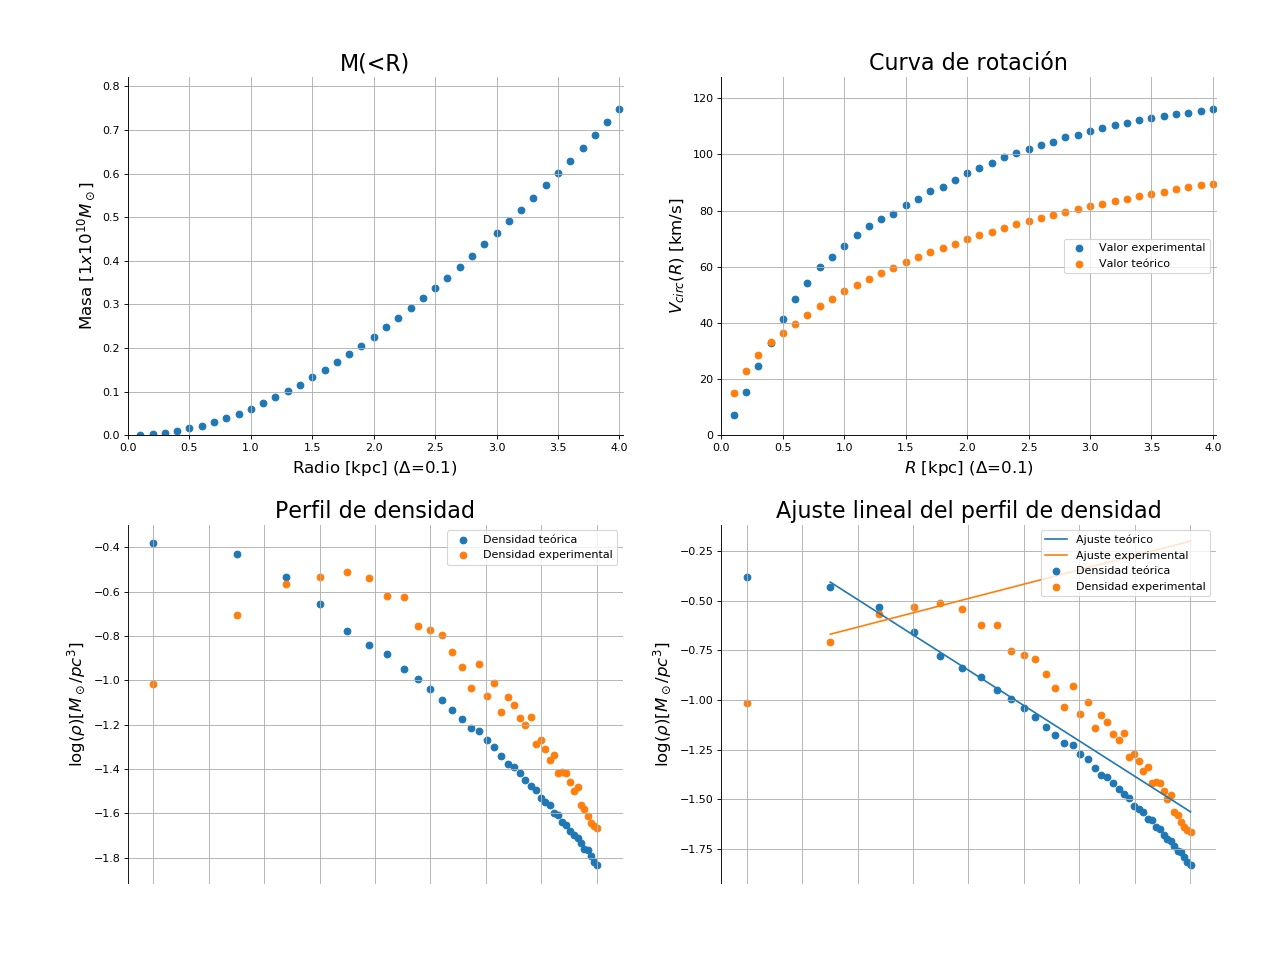 M(<R)
Masa [1x10^10 M_⊙]
0.8
0.7
0.6
0.5
0.4
0.3
0.2
0.1
0.0
0.0 0.5 1.0 1.5 2.0 2.5 3.0 3.5 4.0
Radio [kpc] (Δ=0.1)
Curva de rotación
V_circ(R) [km/s]
120
100
80
60
40
20
0
Valor experimental
Valor teórico
0.0 0.5 1.0 1.5 2.0 2.5 3.0 3.5 4.0
R [kpc] (Δ=0.1)
Perfil de densidad
log(ρ)[M_⊙/pc^3]
−0.4
−0.6
−0.8
−1.0
−1.2
−1.4
−1.6
−1.8
Densidad teórica
Densidad experimental
Ajuste lineal del perfil de densidad
log(ρ)[M_⊙/pc^3]
−0.25
−0.50
−0.75
−1.00
−1.25
−1.50
−1.75
Ajuste teórico
Ajuste experimental
Densidad teórica
Densidad experimental